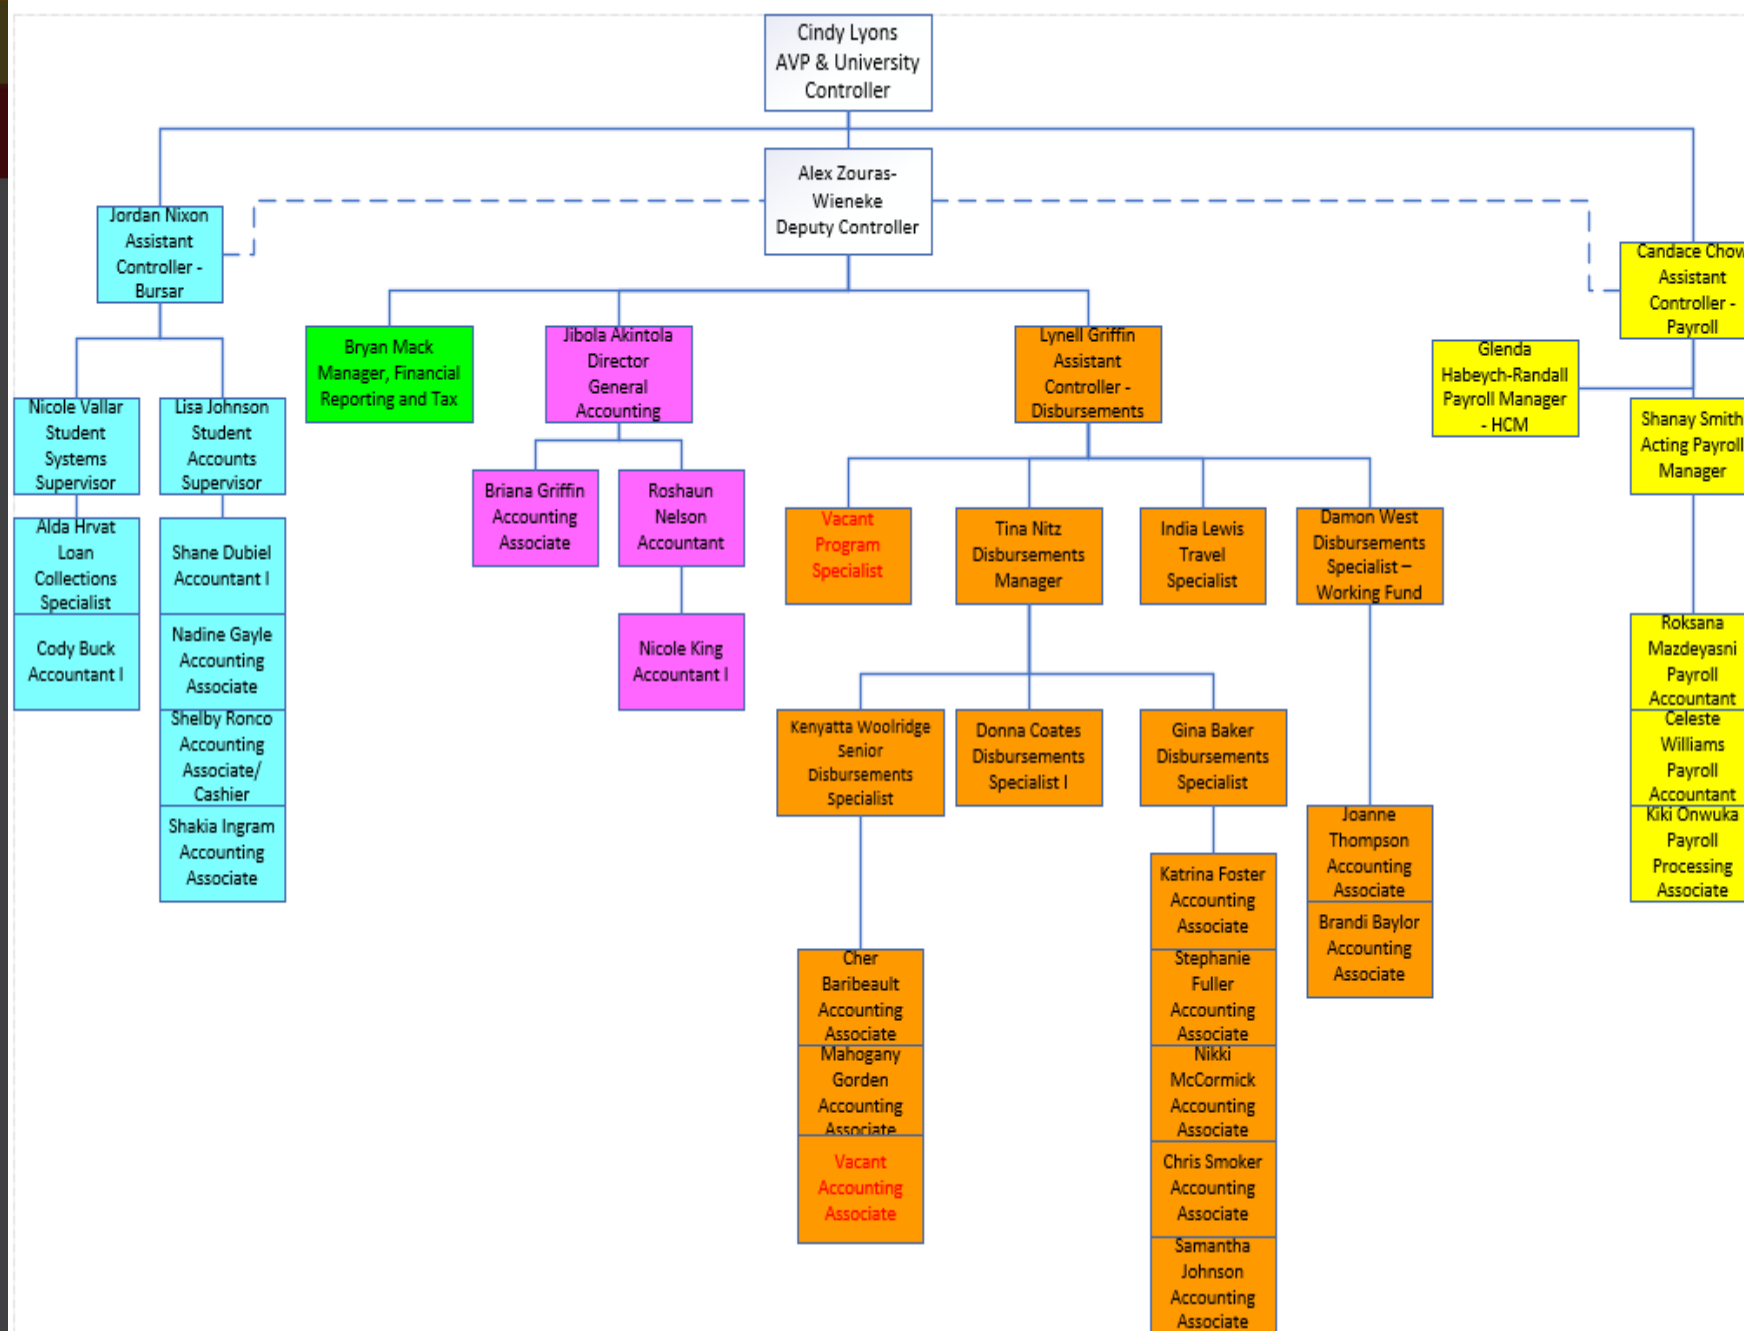 Cindy Lyons
AVP & University
Controller
Alex Zouras-
Wieneke
Deputy Controller
Jordan Nixon
Assistant
Controller -
Bursar
Candace Chow
Assistant
Controller -
Payroll
Bryan Mack
Manager, Financial
Reporting and Tax
Jibola Akintola
Director
General
Accounting
Lynell Griffin
Assistant
Controller -
Disbursements
Glenda
Habeych-Randall
Payroll Manager
- HCM
Nicole Vallar
Student
Systems
Supervisor
Lisa Johnson
Student
Accounts
Supervisor
Shanay Smith
Acting Payroll
Manager
Briana Griffin
Accounting
Associate
Roshaun
Nelson
Accountant
Vacant
Program
Specialist
Tina Nitz
Disbursements
Manager
India Lewis
Travel
Specialist
Damon West
Disbursements
Specialist –
Working Fund
Alda Hrvat
Loan
Collections
Specialist
Cody Buck
Accountant I
Shane Dubiel
Accountant I
Nadine Gayle
Accounting
Associate
Shelby Ronco
Accounting
Associate/
Cashier
Shakia Ingram
Accounting
Associate
Nicole King
Accountant I
Roksana
Mazdeyasni
Payroll
Accountant
Celeste
Williams
Payroll
Accountant
Kiki Onwuka
Payroll
Processing
Associate
Kenyatta Woolridge
Senior
Disbursements
Specialist
Donna Coates
Disbursements
Specialist I
Gina Baker
Disbursements
Specialist
Joanne
Thompson
Accounting
Associate
Brandi Baylor
Accounting
Associate
Cher
Baribeault
Accounting
Associate
Mahogany
Gorden
Accounting
Associate
Vacant
Accounting
Associate
Katrina Foster
Accounting
Associate
Stephanie
Fuller
Accounting
Associate
Nikki
McCormick
Accounting
Associate
Chris Smoker
Accounting
Associate
Samantha
Johnson
Accounting
Associate